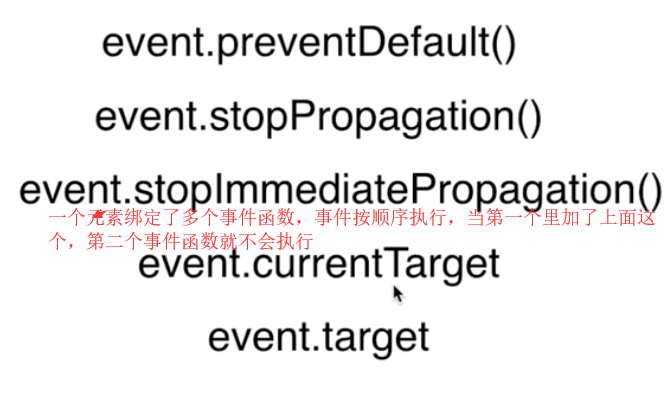 event.preventDefault()
event.stopPropagation()
event.stopImmediatePropagation()
一个元素绑定了多个事件函数，事件按顺序执行，当第一个里加了上面这
个，第二个事件函数就不会执行
event.currentTarget
event.target